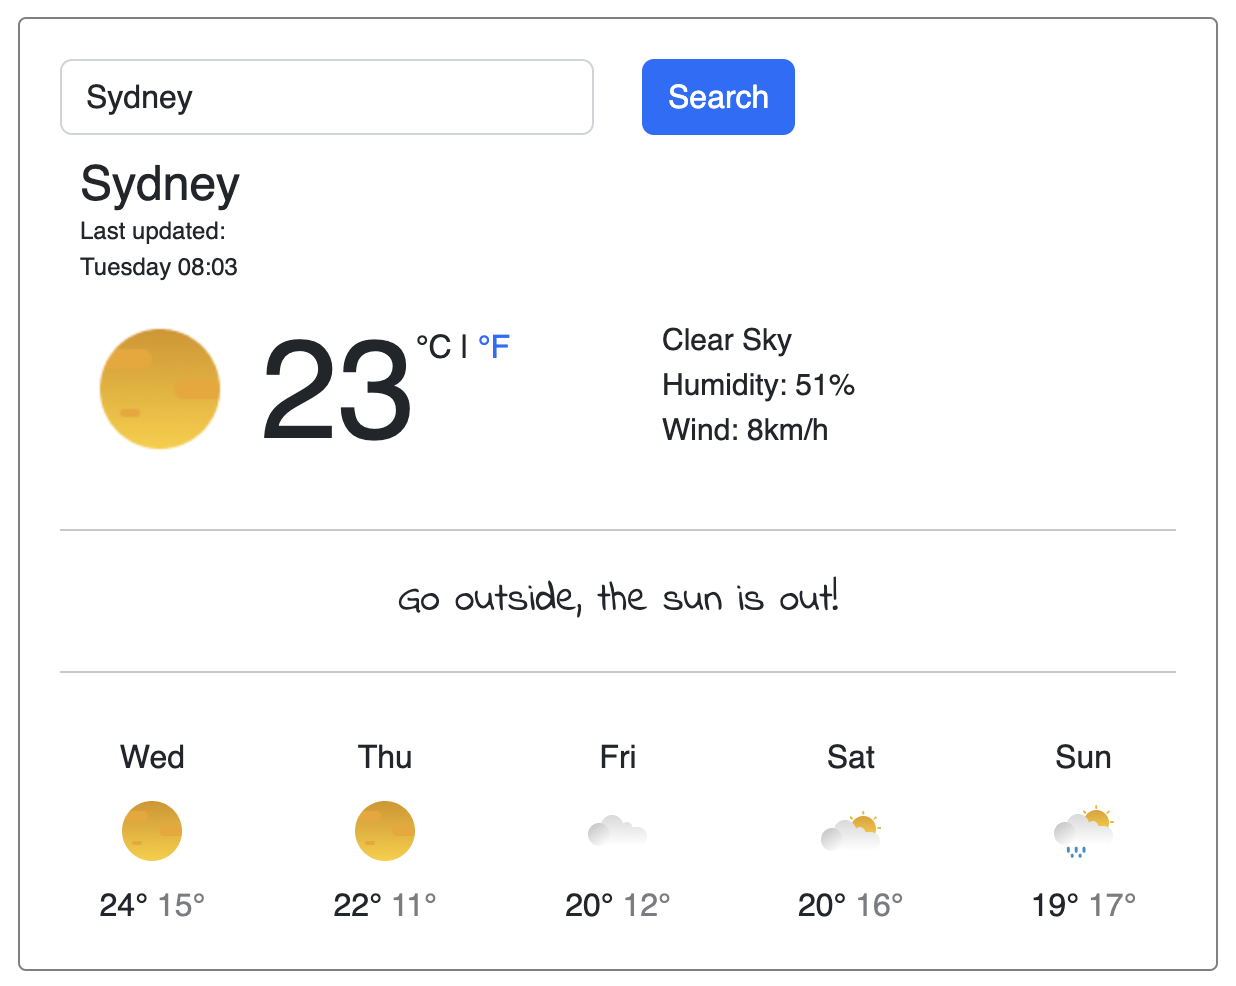 Sydney
Search
Sydney
Last updated:
Tuesday 08:03
23 °C | °F
Clear Sky
Humidity: 51%
Wind: 8km/h
Go outside, the sun is out!
Wed Thu Fri Sat Sun
24° 15° 22° 11° 20° 12° 20° 16° 19° 17°